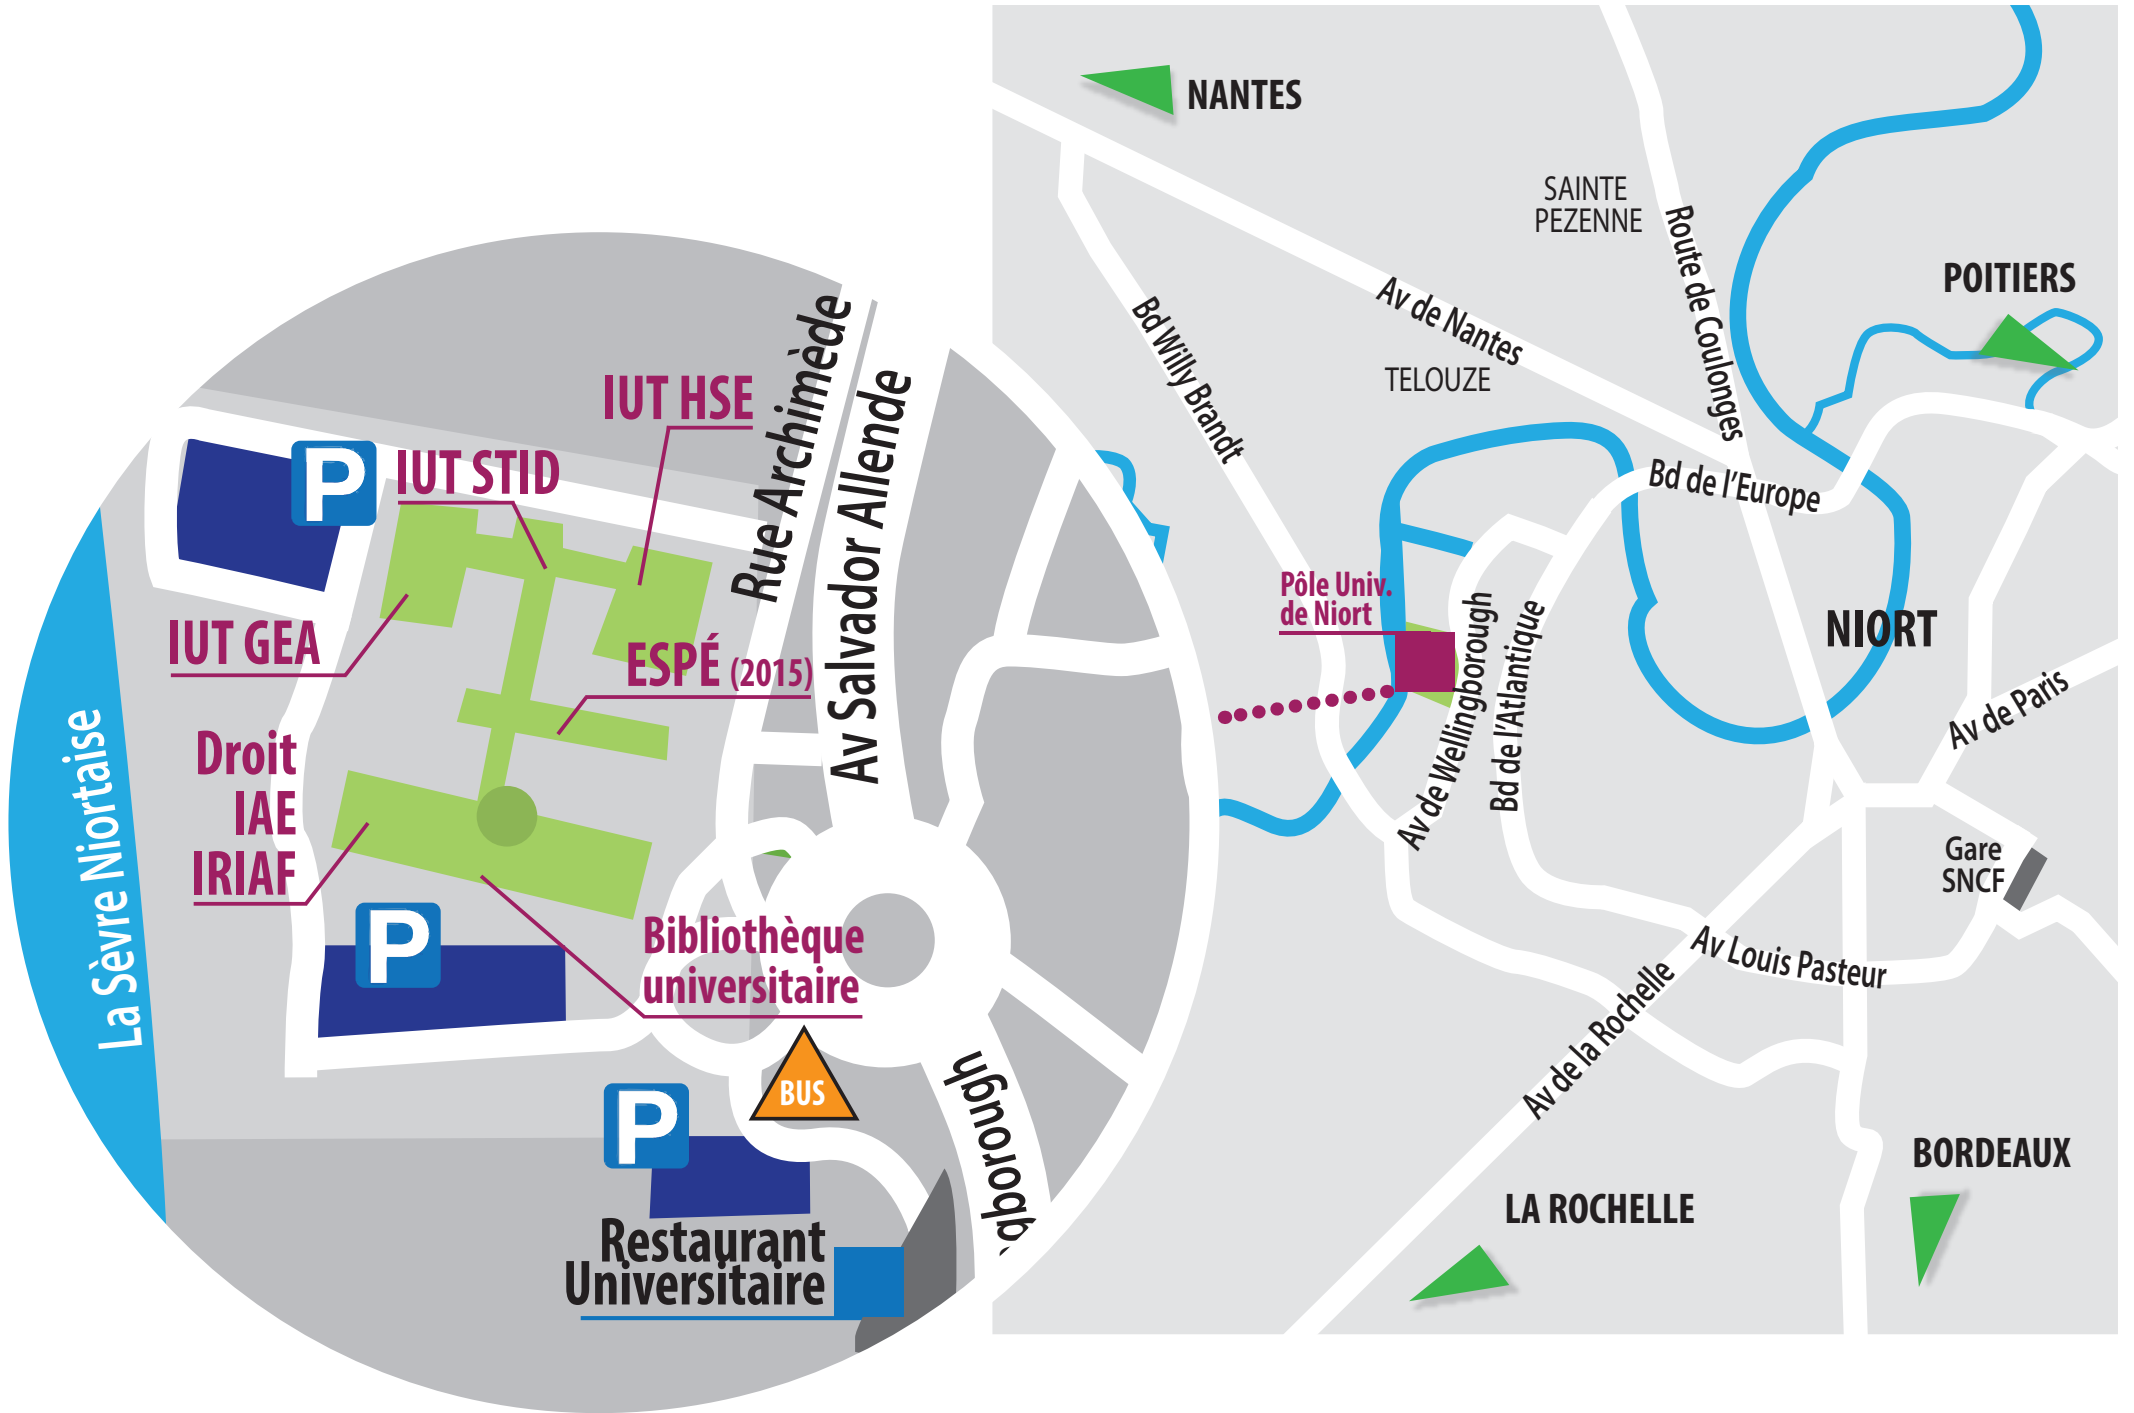 NANTES
SAINTE
PEZENNE
Route de Coulonges
POITIERS
Av de Nantes
TELOUZE
Bd Willy Brandt
Bd de l'Europe
Pôle Univ.
de Niort
Av de Wellingborough
Bd de l'Atlantique
NIORT
Av de Paris
Gare
SNCF
Av Louis Pasteur
Av de la Rochelle
BORDEAUX
LA ROCHELLE
Rue Archimède
Av Salvador Allende
IUT HSE
P
IUT STID
IUT GEA
ESPÉ (2015)
Droit
IAE
IRIAF
La Sèvre Niortaise
P
Bibliothèque
universitaire
BUS
P
gborough
Restaurant
Universitaire